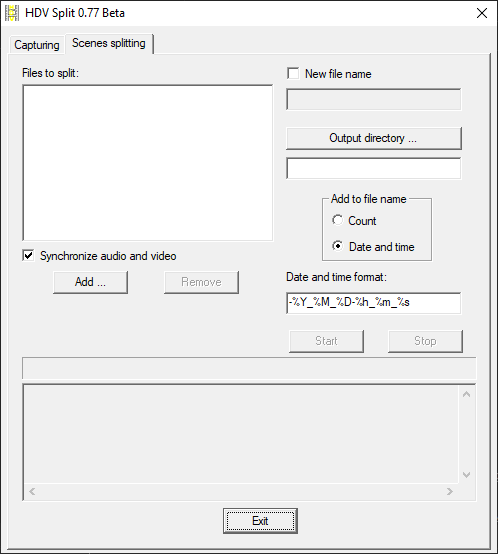 HDV Split 0.77 Beta
Capturing
Scenes splitting
Files to split:
New file name
Output directory ...
Add to file name
Count
Date and time
Synchronize audio and video
Add ...
Remove
Date and time format:
-%Y_%M_%D-%h_%m_%s
Start
Stop
Exit